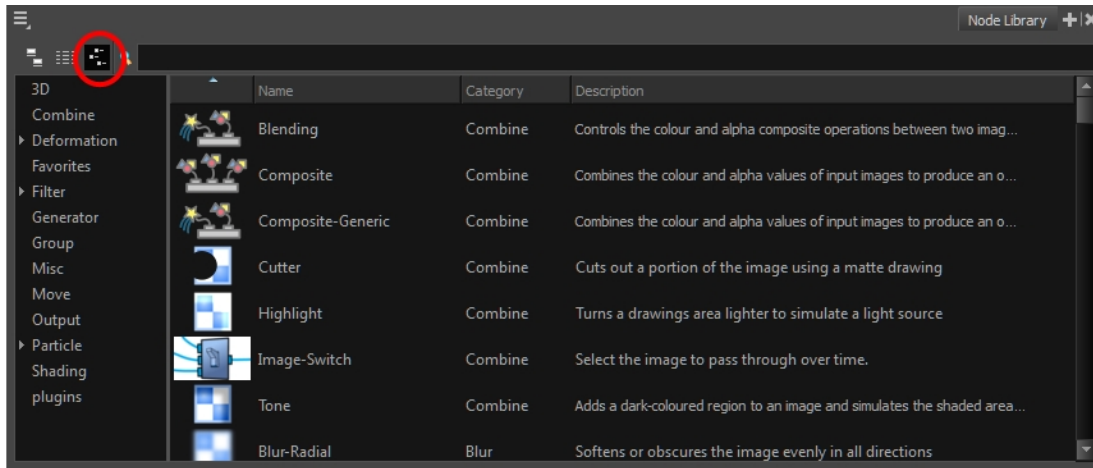 Node Library
3D
Combine
Deformation
Favorites
Filter
Generator
Group
Misc
Move
Output
Particle
Shading
plugins
Name Category Description
Blending Combine Controls the colour and alpha composite operations between two imag...
Composite Combine Combines the colour and alpha values of input images to produce an o...
Composite-Generic Combine Combines the colour and alpha values of input images to produce an o...
Cutter Combine Cuts out a portion of the image using a matte drawing
Highlight Combine Turns a drawings area lighter to simulate a light source
Image-Switch Combine Select the image to pass through over time.
Tone Combine Adds a dark-coloured region to an image and simulates the shaded area...
Blur-Radial Blur Softens or obscures the image evenly in all directions